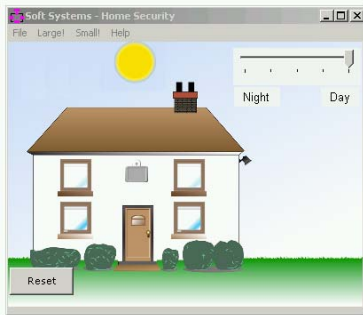 Soft Systems - Home Security
File Large! Small! Help
Night Day
Reset